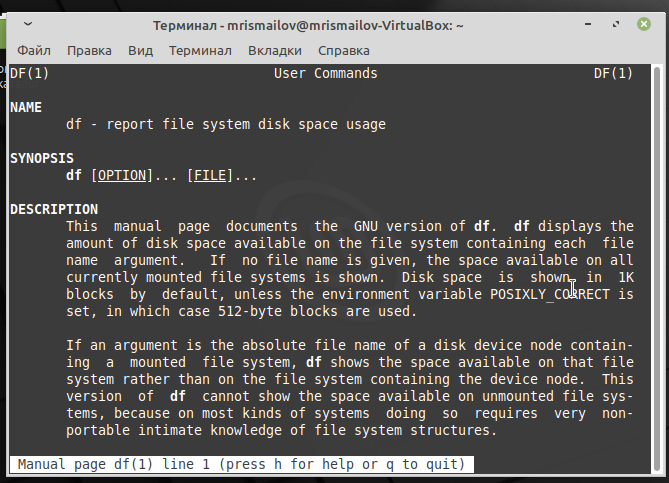 Терминал - mrismailov@mrismailov-VirtualBox: ~
Файл Правка Вид Терминал Вкладки Справка
DF(1) User Commands DF(1)
NAME
df - report file system disk space usage
SYNOPSIS
df [OPTION]... [FILE]...
DESCRIPTION
This manual page documents the GNU version of df. df displays the
amount of disk space available on the file system containing each file
name argument. If no file name is given, the space available on all
currently mounted file systems is shown. Disk space is shown in 1K
blocks by default, unless the environment variable POSIXLY_CORRECT is
set, in which case 512-byte blocks are used.
If an argument is the absolute file name of a disk device node contain-
ing a mounted file system, df shows the space available on that file
system rather than on the file system containing the device node. This
version of df cannot show the space available on unmounted file sys-
tems, because on most kinds of systems doing so requires very non-
portable intimate knowledge of file system structures.
Manual page df(1) line 1 (press h for help or q to quit)